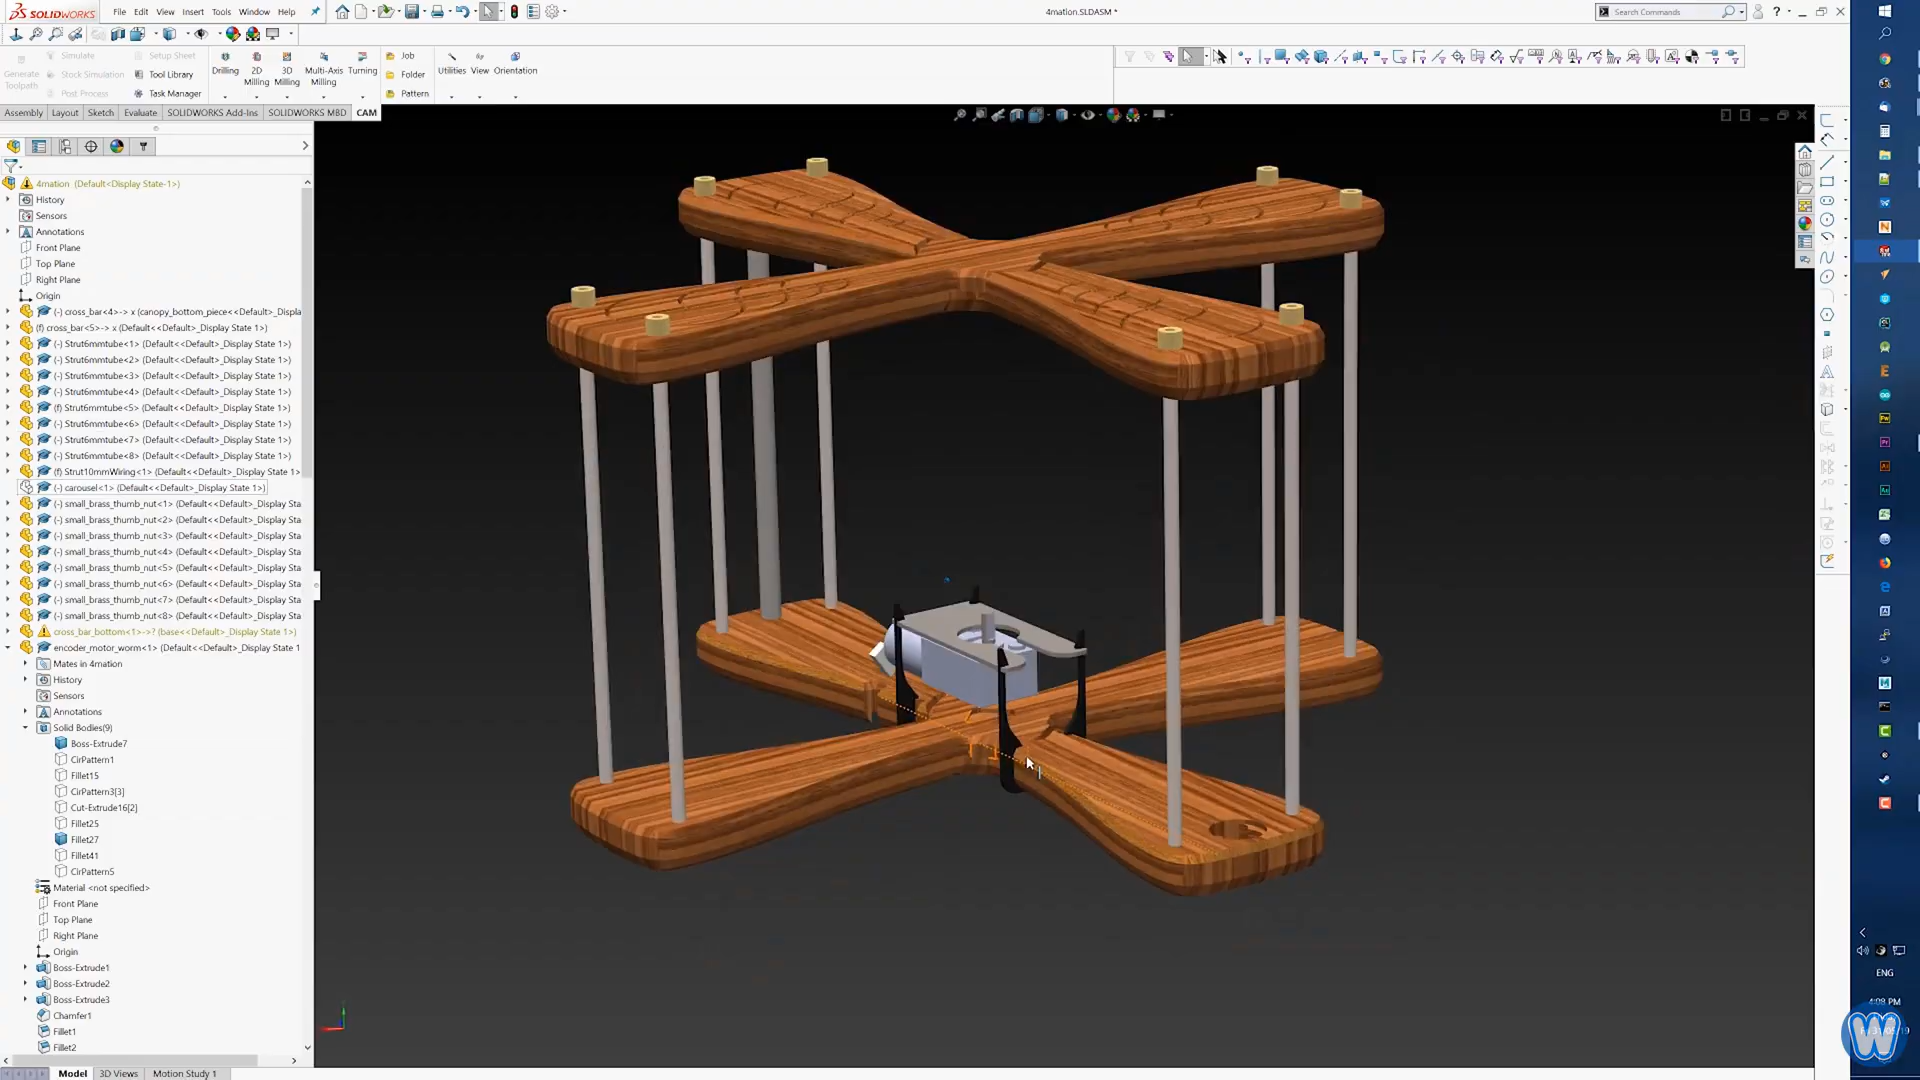 SOLIDWORKS File Edit View Insert Tools Window Help 4mation.SLDASM * Search Commands
Simulate Setup Sheet Job
Generate Toolpath Stock Simulation Tool Library Drilling 2D Milling 3D Milling Multi-Axis Milling Turning Folder Utilities View Orientation
Post Process Task Manager Pattern
Assembly Layout Sketch Evaluate SOLIDWORKS Add-Ins SOLIDWORKS MBD CAM
4mation (Default<Display State-1>)
History
Sensors
Annotations
Front Plane
Top Plane
Right Plane
Origin
(-) cross_bar<4>-> x (canopy_bottom_piece<<Default>_Displa
(f) cross_bar<5>-> x (Default<<Default>_Display State 1>)
(-) Strut6mmtube<1> (Default<<Default>_Display State 1>)
(-) Strut6mmtube<2> (Default<<Default>_Display State 1>)
(-) Strut6mmtube<3> (Default<<Default>_Display State 1>)
(-) Strut6mmtube<4> (Default<<Default>_Display State 1>)
(f) Strut6mmtube<5> (Default<<Default>_Display State 1>)
(-) Strut6mmtube<6> (Default<<Default>_Display State 1>)
(-) Strut6mmtube<7> (Default<<Default>_Display State 1>)
(-) Strut6mmtube<8> (Default<<Default>_Display State 1>)
(f) Strut10mmWiring<1> (Default<<Default>_Display State 1>
(-) carousel<1> (Default<<Default>_Display State 1>)
(-) small_brass_thumb_nut<1> (Default<<Default>_Display Sta
(-) small_brass_thumb_nut<2> (Default<<Default>_Display Sta
(-) small_brass_thumb_nut<3> (Default<<Default>_Display Sta
(-) small_brass_thumb_nut<4> (Default<<Default>_Display Sta
(-) small_brass_thumb_nut<5> (Default<<Default>_Display Sta
(-) small_brass_thumb_nut<6> (Default<<Default>_Display Sta
(-) small_brass_thumb_nut<7> (Default<<Default>_Display Sta
(-) small_brass_thumb_nut<8> (Default<<Default>_Display Sta
cross_bar_bottom<1>->? (base<<Default>_Display State 1>)
encoder_motor_worm<1> (Default<<Default>_Display State 1
Mates in 4mation
History
Sensors
Annotations
Solid Bodies(9)
Boss-Extrude7
CirPattern1
Fillet15
CirPattern3[3]
Cut-Extrude16[2]
Fillet25
Fillet27
Fillet41
CirPattern5
Material <not specified>
Front Plane
Top Plane
Right Plane
Origin
Boss-Extrude1
Boss-Extrude2
Boss-Extrude3
Chamfer1
Fillet1
Fillet2
Model 3D Views Motion Study 1
ENG
W